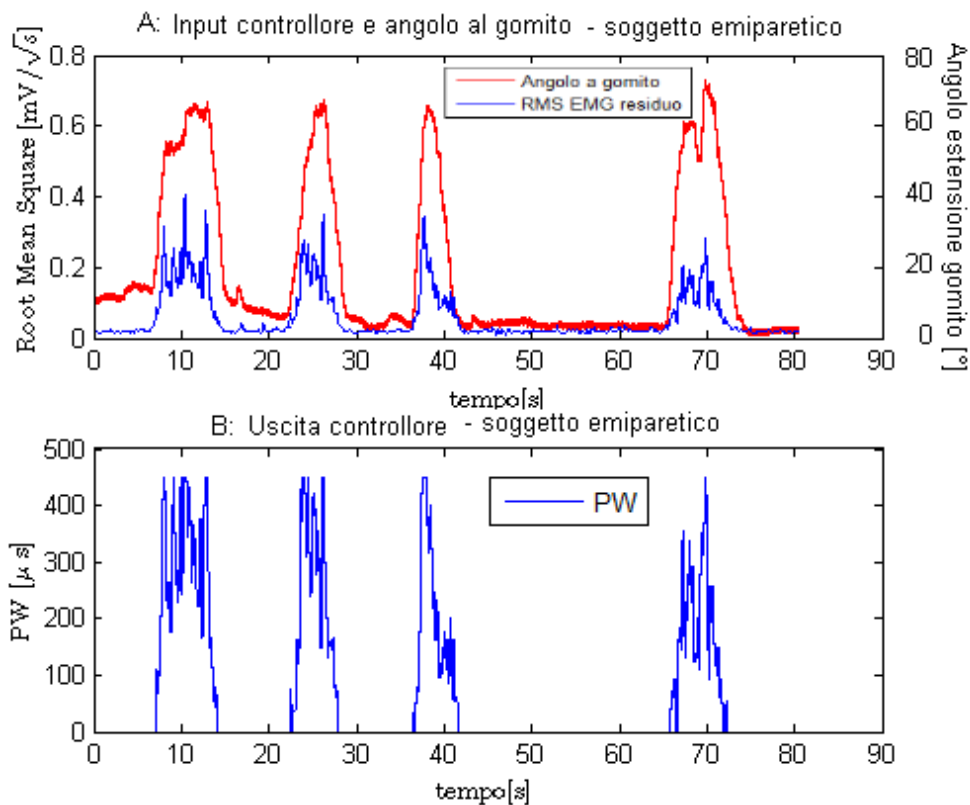 A: Input controllore e angolo al gomito - soggetto emiparetico
Root Mean Square [mV/√s]
0.8
0.6
0.4
0.2
0
Angolo a gomito
RMS EMG residuo
80
60
40
20
0
Angolo estensione gomito [°]
0 10 20 30 40 50 60 70 80 90
tempo[s]
B: Uscita controllore - soggetto emiparetico
PW [μs]
500
400
300
200
100
0
PW
0 10 20 30 40 50 60 70 80 90
tempo[s]